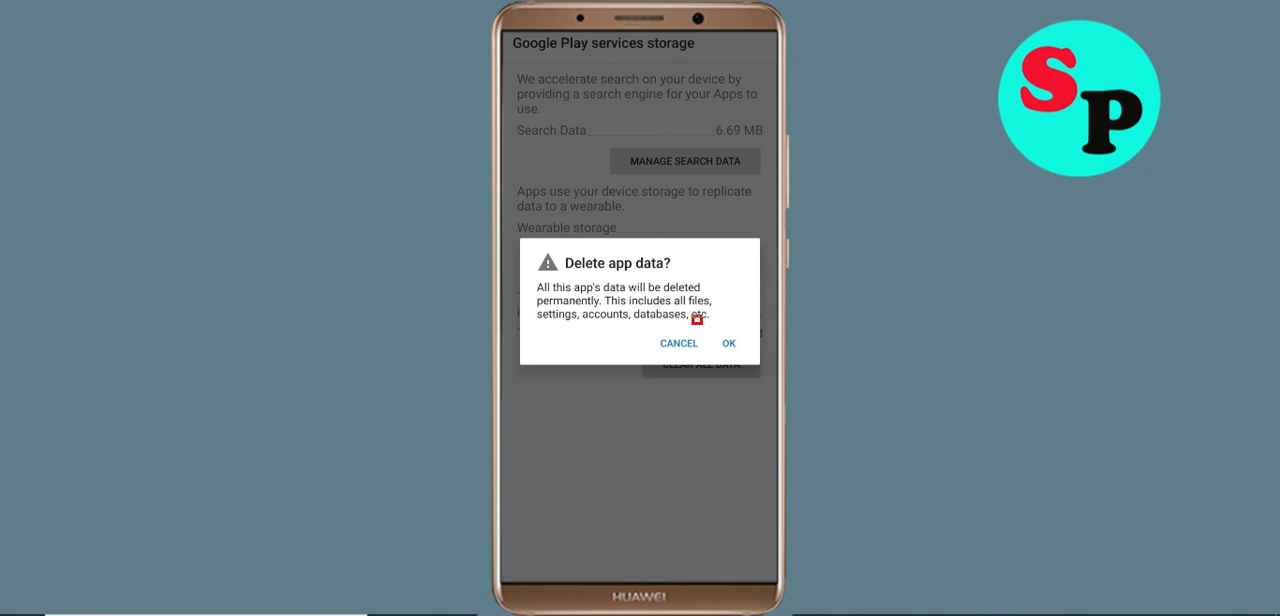 Google Play services storage
We accelerate search on your device by
providing a search engine for your Apps to
use.
Search Data 6.69 MB
MANAGE SEARCH DATA
Apps use your device storage to replicate
data to a wearable.
Wearable storage
Delete app data?
All this app's data will be deleted
permanently. This includes all files,
settings, accounts, databases, etc.
CANCEL OK
CLEAR ALL DATA
HUAWEI
SP